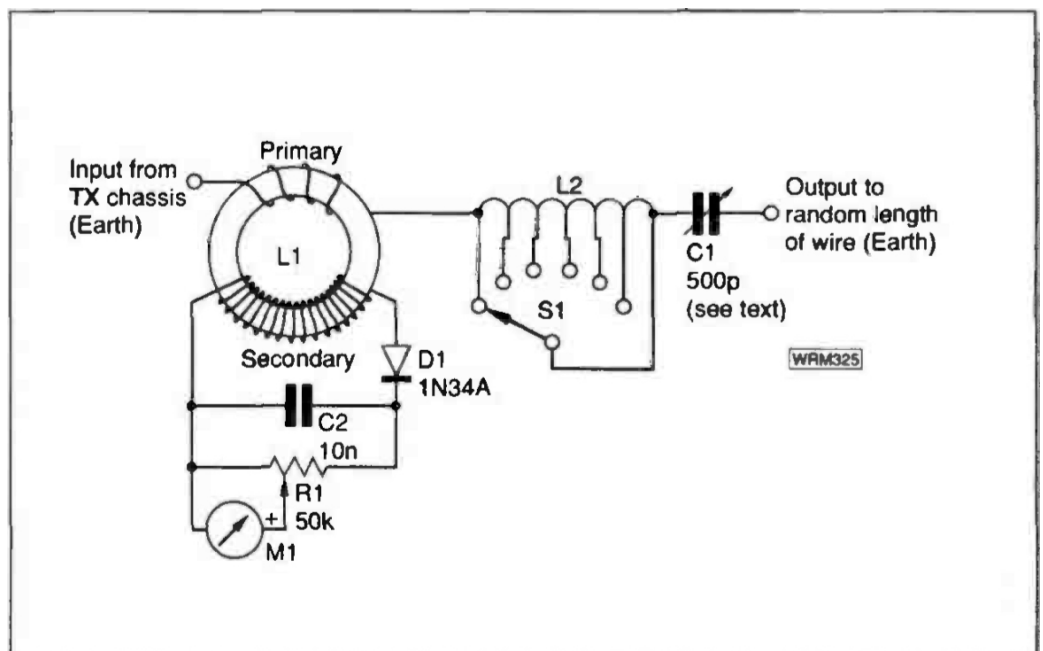 Primary
Input from
TX chassis
(Earth)
L1
Secondary
D1
1N34A
C2
10n
R1
50k
+
M1
L2
S1
C1
500p
(see text)
Output to
random length
of wire (Earth)
WRM325